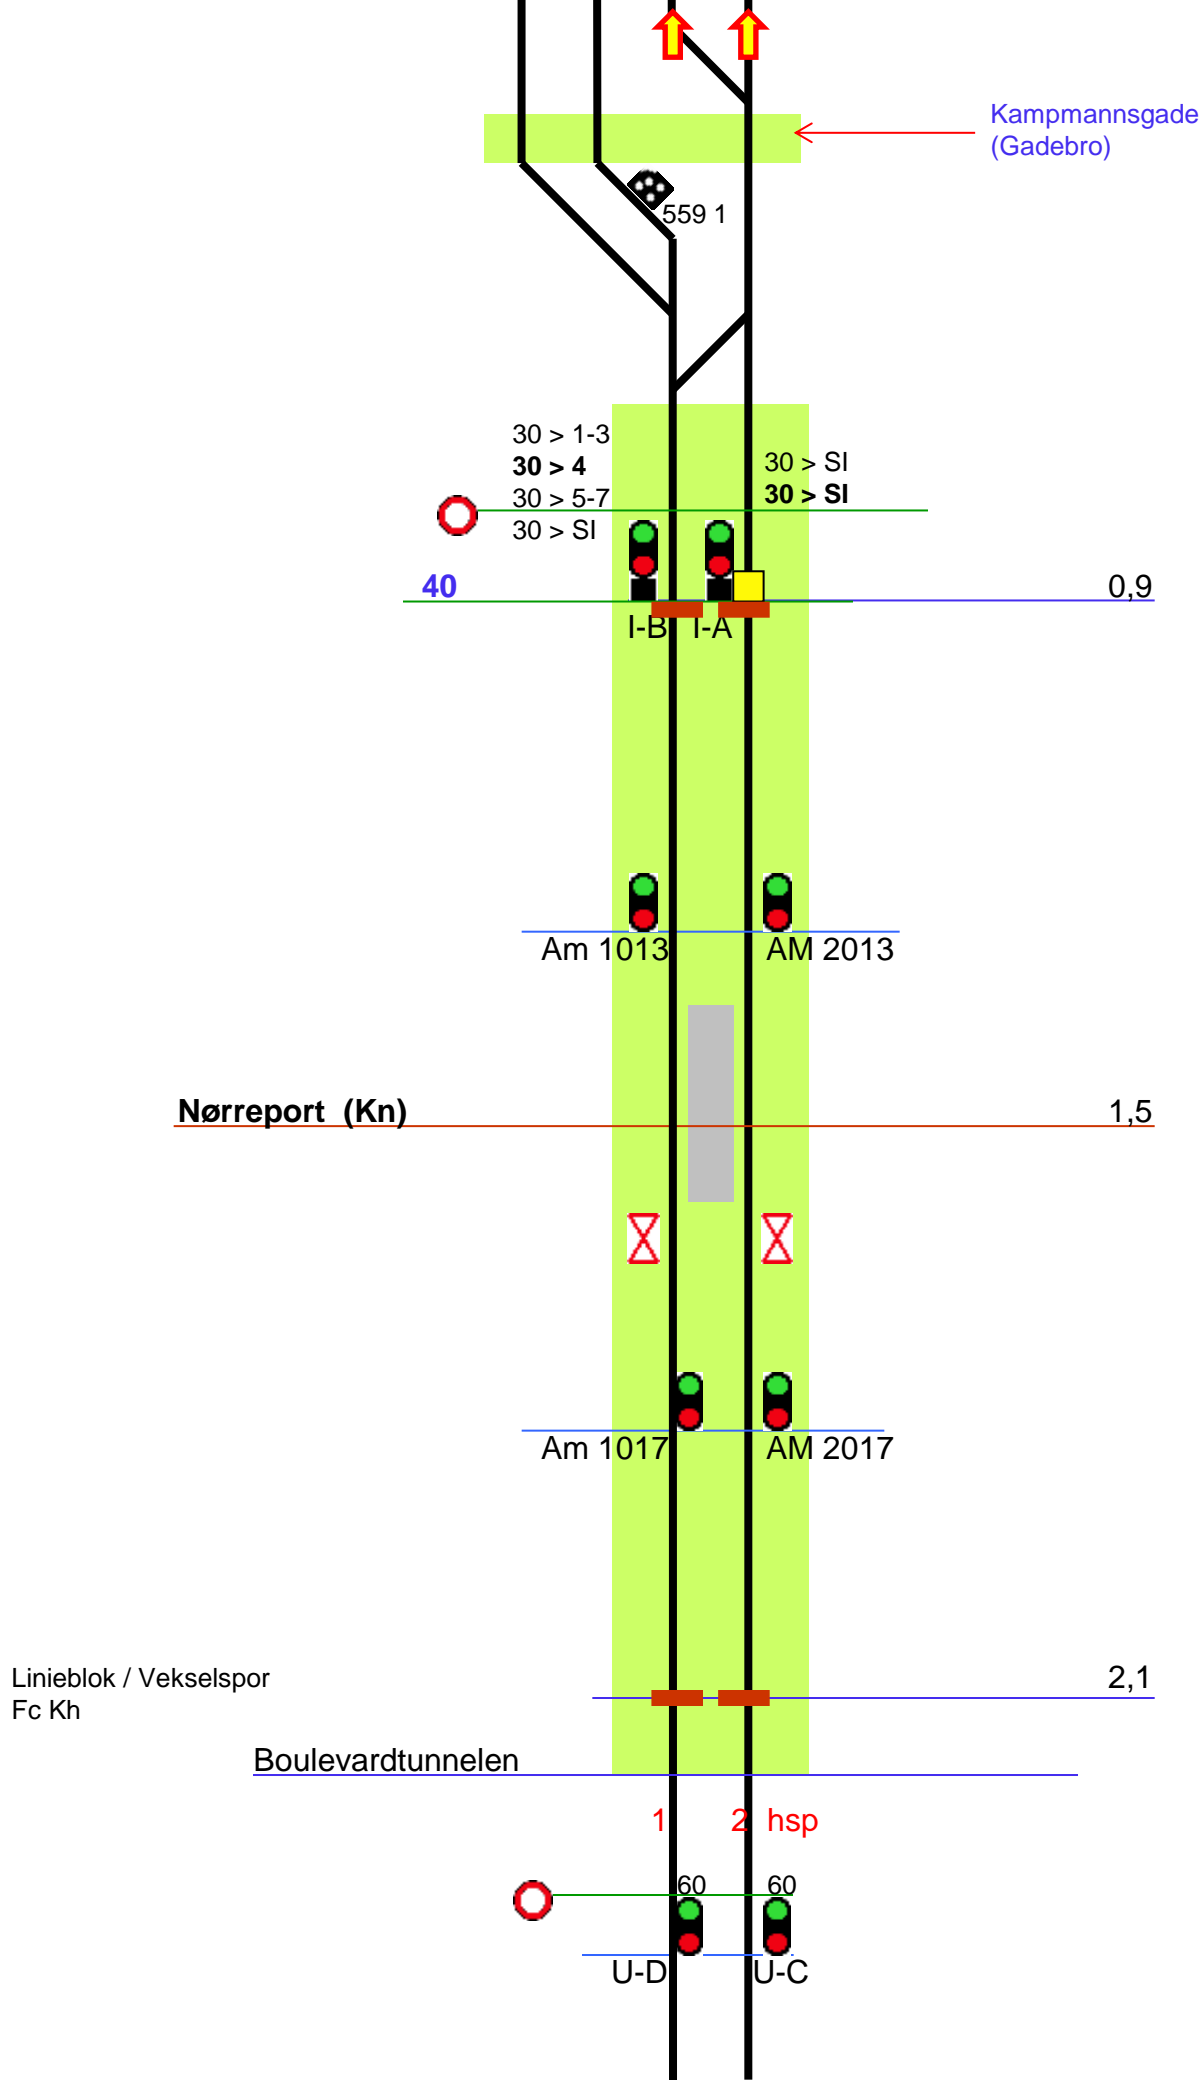 Kampmannsgade
(Gadebro)
559 1
30 > 1-3
30 > 4
30 > 5-7
30 > SI
30 > SI
30 > SI
40
0,9
I-B
I-A
Am 1013
AM 2013
Nørreport (Kn)
1,5
Am 1017
AM 2017
Linieblok / Vekselspor
Fc Kh
2,1
Boulevardtunnelen
1
2 hsp
60
60
U-D
U-C